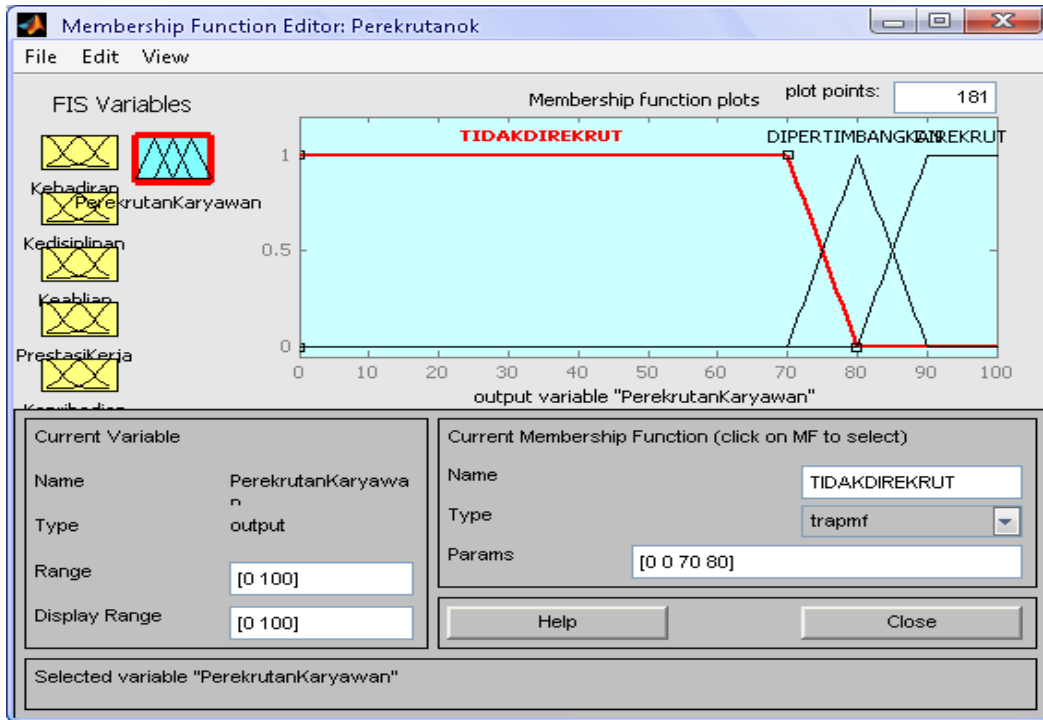 Membership Function Editor: Perekrutanok
File Edit View
FIS Variables
Membership function plots
plot points:
181
Kehadiran
PerekrutanKaryawan
Kedisiplinan
Keahlian
PrestasiKerja
Kepribadian
TIDAKDIREKRUT
DIPERTIMBANGKAN
DIREKRUT
1
0.5
0
0 10 20 30 40 50 60 70 80 90 100
output variable "PerekrutanKaryawan"
Current Variable
Name
PerekrutanKaryawa
n
Type
output
Range
[0 100]
Display Range
[0 100]
Current Membership Function (click on MF to select)
Name
TIDAKDIREKRUT
Type
trapmf
Params
[0 0 70 80]
Help
Close
Selected variable "PerekrutanKaryawan"